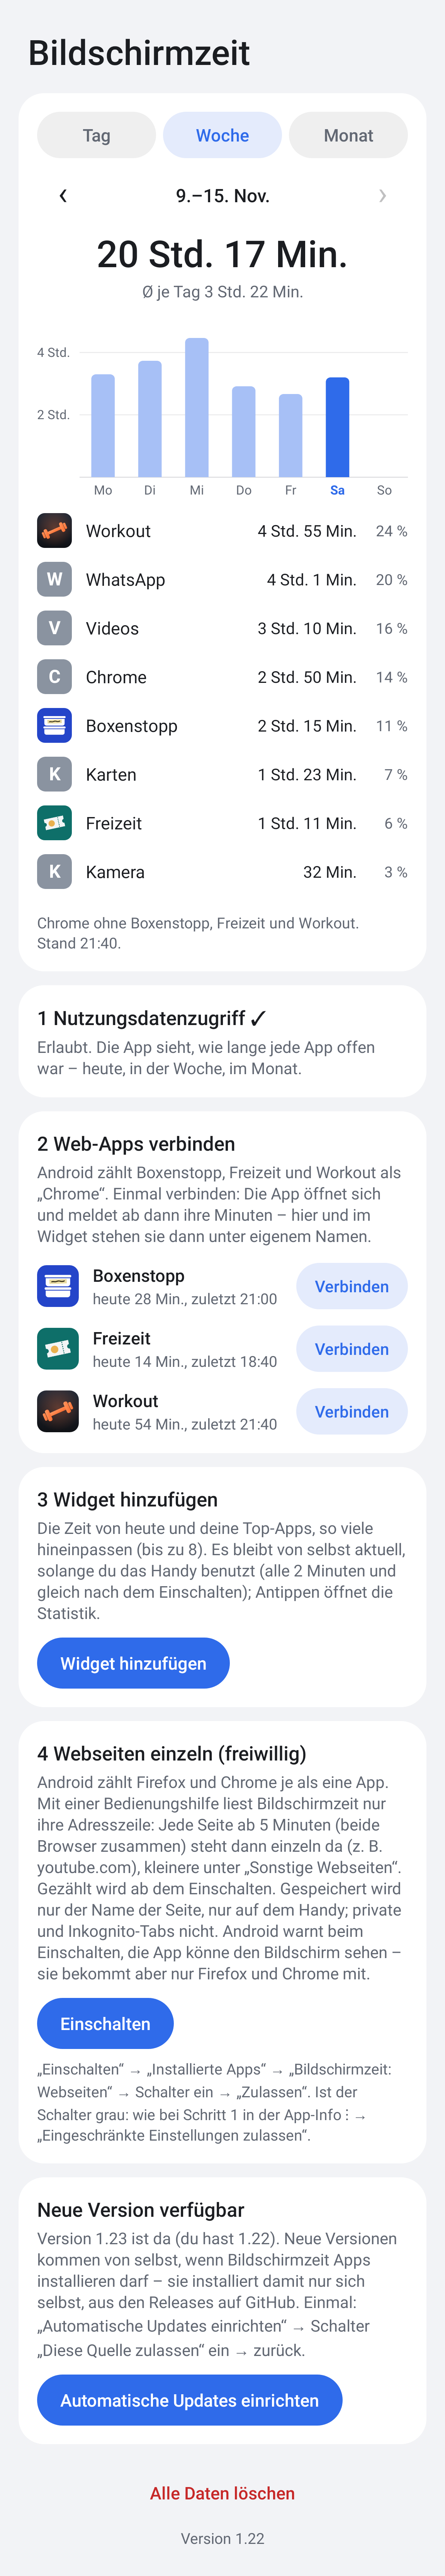 Bildschirmzeit
Tag Woche Monat
‹ 9.–15. Nov. ›
20 Std. 17 Min.
Ø je Tag 3 Std. 22 Min.
4 Std.
2 Std.
Mo Di Mi Do Fr Sa So
Workout 4 Std. 55 Min. 24 %
W WhatsApp 4 Std. 1 Min. 20 %
V Videos 3 Std. 10 Min. 16 %
C Chrome 2 Std. 50 Min. 14 %
Boxenstopp 2 Std. 15 Min. 11 %
K Karten 1 Std. 23 Min. 7 %
Freizeit 1 Std. 11 Min. 6 %
K Kamera 32 Min. 3 %
Chrome ohne Boxenstopp, Freizeit und Workout.
Stand 21:40.
1 Nutzungsdatenzugriff ✓
Erlaubt. Die App sieht, wie lange jede App offen
war – heute, in der Woche, im Monat.
2 Web-Apps verbinden
Android zählt Boxenstopp, Freizeit und Workout als
„Chrome“. Einmal verbinden: Die App öffnet sich
und meldet ab dann ihre Minuten – hier und im
Widget stehen sie dann unter eigenem Namen.
Boxenstopp
heute 28 Min., zuletzt 21:00
Verbinden
Freizeit
heute 14 Min., zuletzt 18:40
Verbinden
Workout
heute 54 Min., zuletzt 21:40
Verbinden
3 Widget hinzufügen
Die Zeit von heute und deine Top-Apps, so viele
hineinpassen (bis zu 8). Es bleibt von selbst aktuell,
solange du das Handy benutzt (alle 2 Minuten und
gleich nach dem Einschalten); Antippen öffnet die
Statistik.
Widget hinzufügen
4 Webseiten einzeln (freiwillig)
Android zählt Firefox und Chrome je als eine App.
Mit einer Bedienungshilfe liest Bildschirmzeit nur
ihre Adresszeile: Jede Seite ab 5 Minuten (beide
Browser zusammen) steht dann einzeln da (z. B.
youtube.com), kleinere unter „Sonstige Webseiten“.
Gezählt wird ab dem Einschalten. Gespeichert wird
nur der Name der Seite, nur auf dem Handy; private
und Inkognito-Tabs nicht. Android warnt beim
Einschalten, die App könne den Bildschirm sehen –
sie bekommt aber nur Firefox und Chrome mit.
Einschalten
„Einschalten“ → „Installierte Apps“ → „Bildschirmzeit:
Webseiten“ → Schalter ein → „Zulassen“. Ist der
Schalter grau: wie bei Schritt 1 in der App-Info ⋮ →
„Eingeschränkte Einstellungen zulassen“.
Neue Version verfügbar
Version 1.23 ist da (du hast 1.22). Neue Versionen
kommen von selbst, wenn Bildschirmzeit Apps
installieren darf – sie installiert damit nur sich
selbst, aus den Releases auf GitHub. Einmal:
„Automatische Updates einrichten“ → Schalter
„Diese Quelle zulassen“ ein → zurück.
Automatische Updates einrichten
Alle Daten löschen
Version 1.22